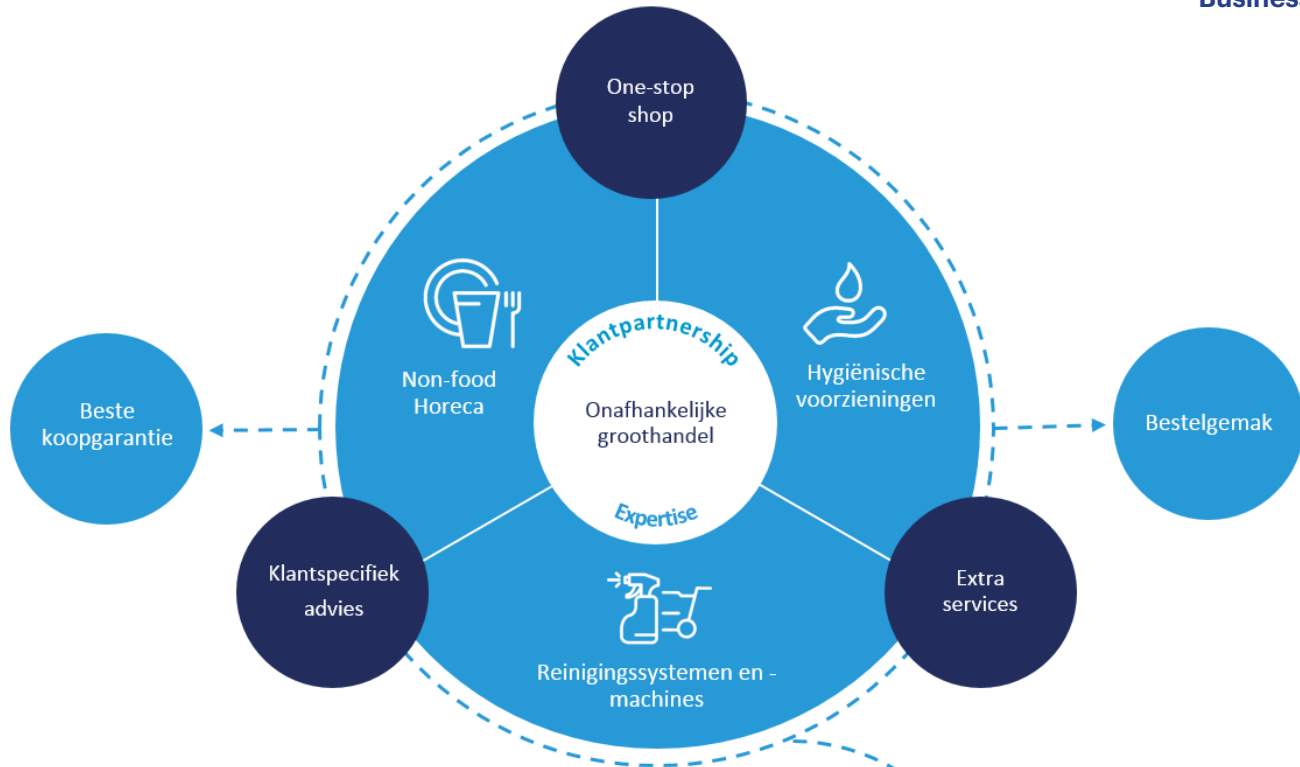 Business
One-stop
shop
Non-food
Horeca
Hygiënische
voorzieningen
Klantpartnership
Onafhankelijke
groothandel
Expertise
Beste
koopgarantie
Bestelgemak
Klantspecifiek
advies
Extra
services
Reinigingssystemen en -
machines